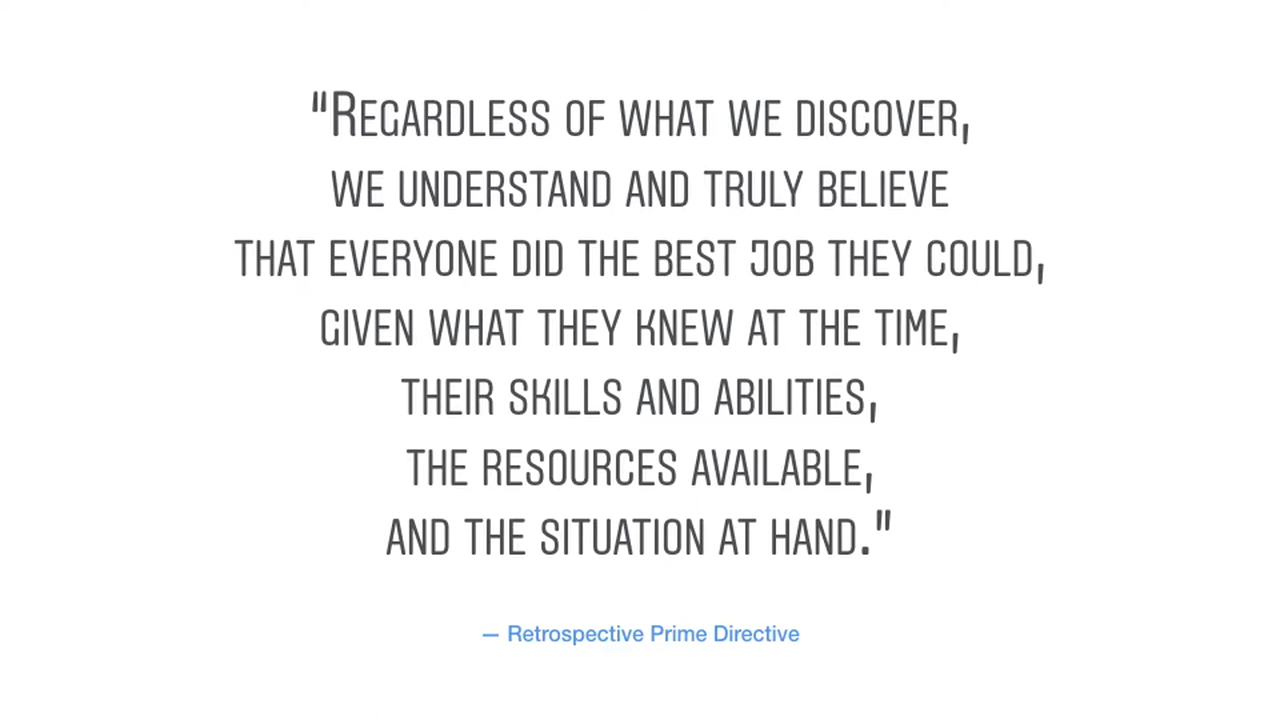 "Regardless of what we discover,
we understand and truly believe
that everyone did the best job they could,
given what they knew at the time,
their skills and abilities,
the resources available,
and the situation at hand."
— Retrospective Prime Directive